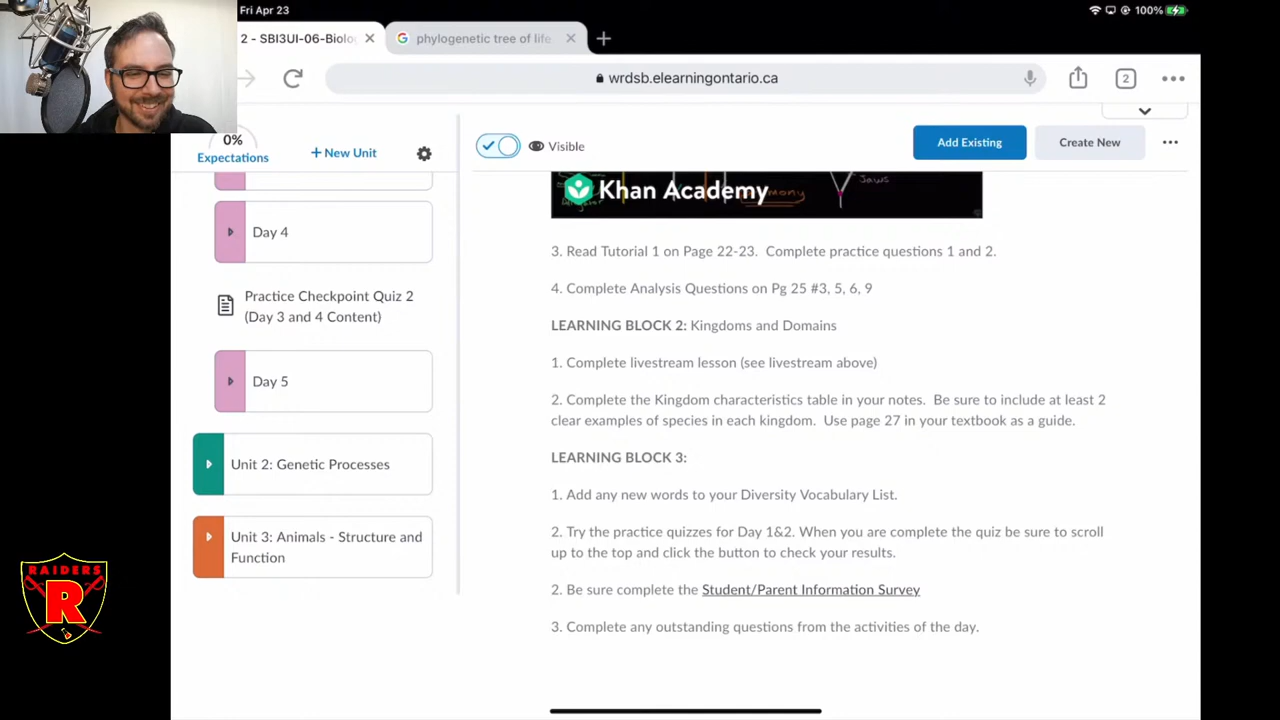 Fri Apr 23
100%
2 - SBI3UI-06-Biolo
phylogenetic tree of life
wrdsb.elearningontario.ca
2
0%
Expectations
+ New Unit
Visible
Add Existing
Create New
Day 4
Practice Checkpoint Quiz 2
(Day 3 and 4 Content)
Day 5
Unit 2: Genetic Processes
Unit 3: Animals - Structure and
Function
Jaws
Khan Academy
3. Read Tutorial 1 on Page 22-23. Complete practice questions 1 and 2.
4. Complete Analysis Questions on Pg 25 #3, 5, 6, 9
LEARNING BLOCK 2: Kingdoms and Domains
1. Complete livestream lesson (see livestream above)
2. Complete the Kingdom characteristics table in your notes. Be sure to include at least 2
clear examples of species in each kingdom. Use page 27 in your textbook as a guide.
LEARNING BLOCK 3:
1. Add any new words to your Diversity Vocabulary List.
2. Try the practice quizzes for Day 1&2. When you are complete the quiz be sure to scroll
up to the top and click the button to check your results.
2. Be sure complete the Student/Parent Information Survey
3. Complete any outstanding questions from the activities of the day.
RAIDERS
R